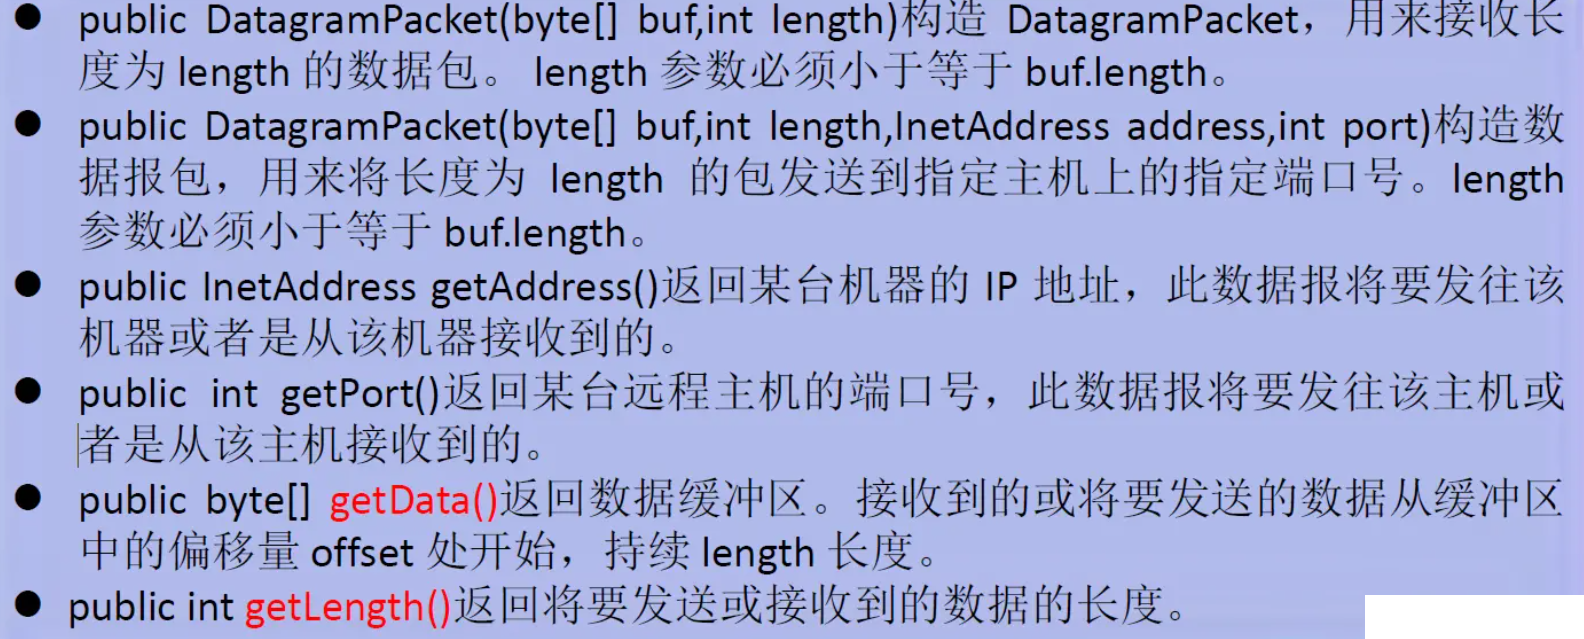 ● public DatagramPacket(byte[] buf,int length)构造 DatagramPacket，用来接收长
度为 length 的数据包。 length 参数必须小于等于 buf.length。
● public DatagramPacket(byte[] buf,int length,InetAddress address,int port)构造数
据报包，用来将长度为 length 的包发送到指定主机上的指定端口号。length
参数必须小于等于 buf.length。
● public InetAddress getAddress()返回某台机器的 IP 地址，此数据报将要发往该
机器或者是从该机器接收到的。
● public int getPort()返回某台远程主机的端口号，此数据报将要发往该主机或
者是从该主机接收到的。
● public byte[] getData()返回数据缓冲区。接收到的或将要发送的数据从缓冲区
中的偏移量 offset 处开始，持续 length 长度。
● public int getLength()返回将要发送或接收到的数据的长度。